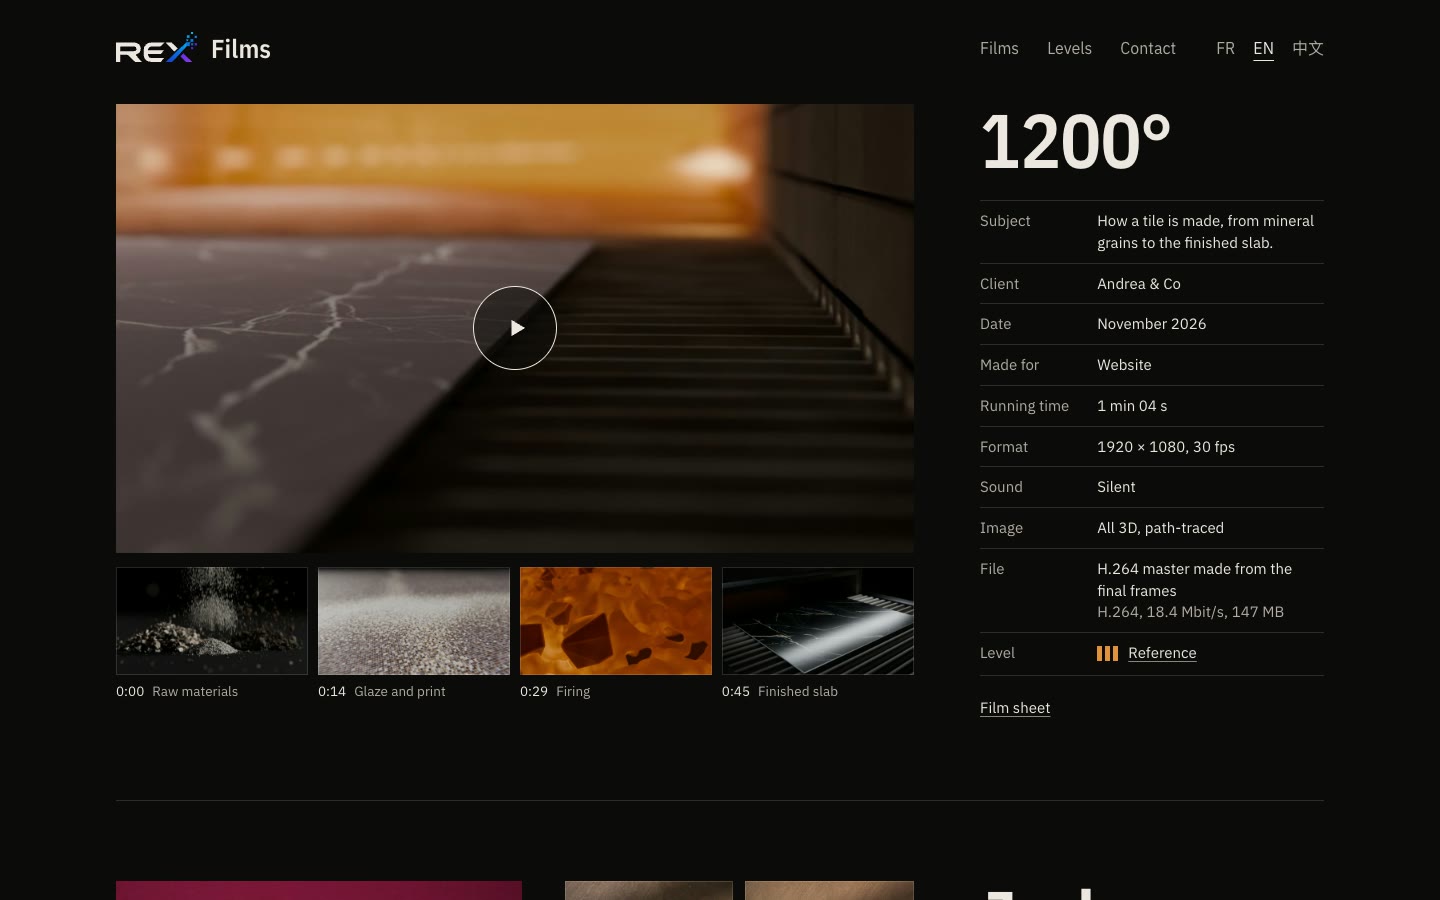 REX Films
Films Levels Contact FR EN 中文
1200°
Subject How a tile is made, from mineral
grains to the finished slab.
Client Andrea & Co
Date November 2026
Made for Website
Running time 1 min 04 s
Format 1920 × 1080, 30 fps
Sound Silent
Image All 3D, path-traced
File H.264 master made from the
final frames
H.264, 18.4 Mbit/s, 147 MB
Level Reference
Film sheet
0:00 Raw materials
0:14 Glaze and print
0:29 Firing
0:45 Finished slab